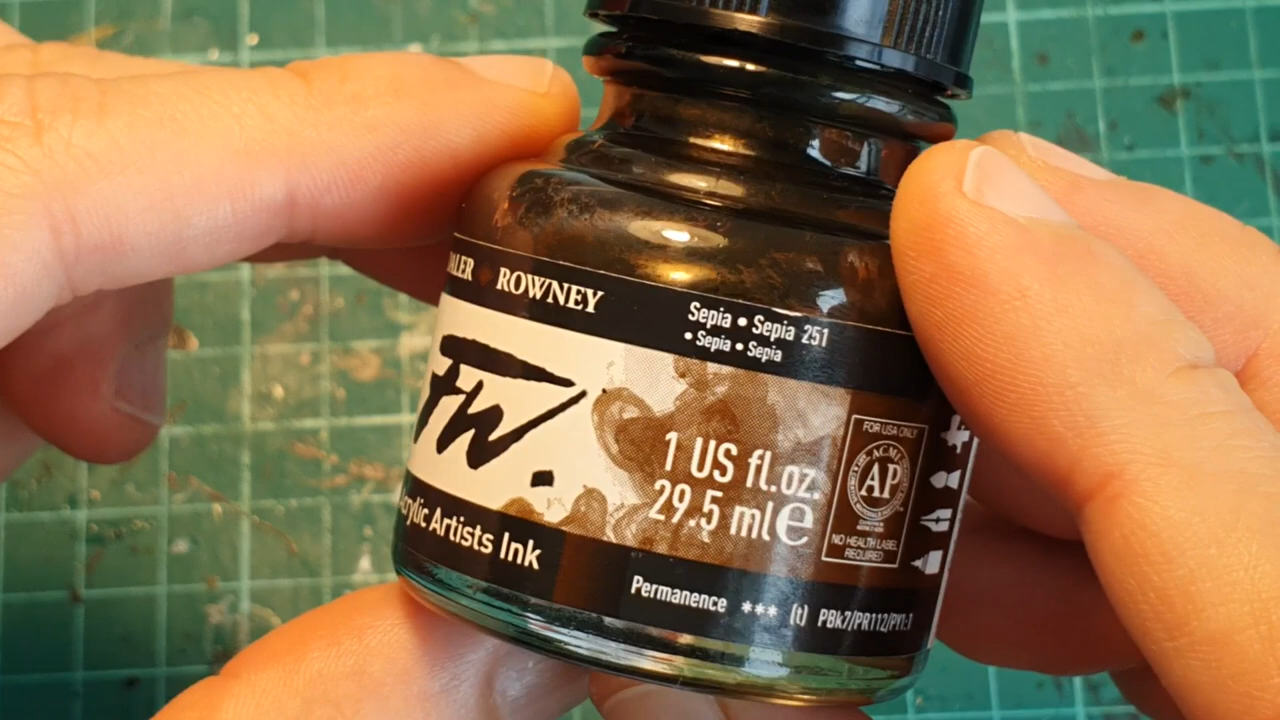 ROWNEY
Sepia • Sepia 251
• Sepia • Sepia
FW.
1 US fl.oz.
29.5 ml e
FOR USA ONLY
ACMI
AP
NO HEALTH LABEL
REQUIRED
Acrylic Artists Ink
Permanence *** (t) PBk7/PR112/PY1:1